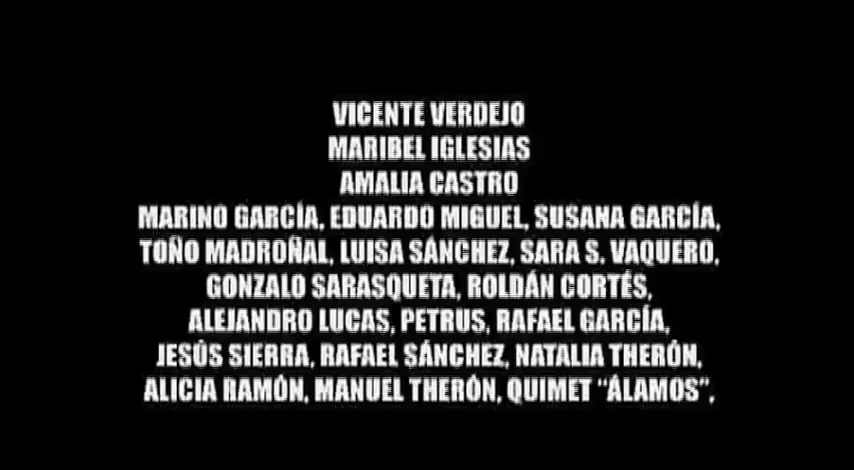 VICENTE VERDEJO
MARIBEL IGLESIAS
AMALIA CASTRO
MARINO GARCÍA, EDUARDO MIGUEL, SUSANA GARCÍA,
TOÑO MADROÑAL, LUISA SÁNCHEZ, SARA S. VAQUERO,
GONZALO SARASQUETA, ROLDÁN CORTÉS,
ALEJANDRO LUCAS, PETRUS, RAFAEL GARCÍA,
JESÚS SIERRA, RAFAEL SÁNCHEZ, NATALIA THERÓN,
ALICIA RAMÓN, MANUEL THERÓN, QUIMET “ÁLAMOS”,